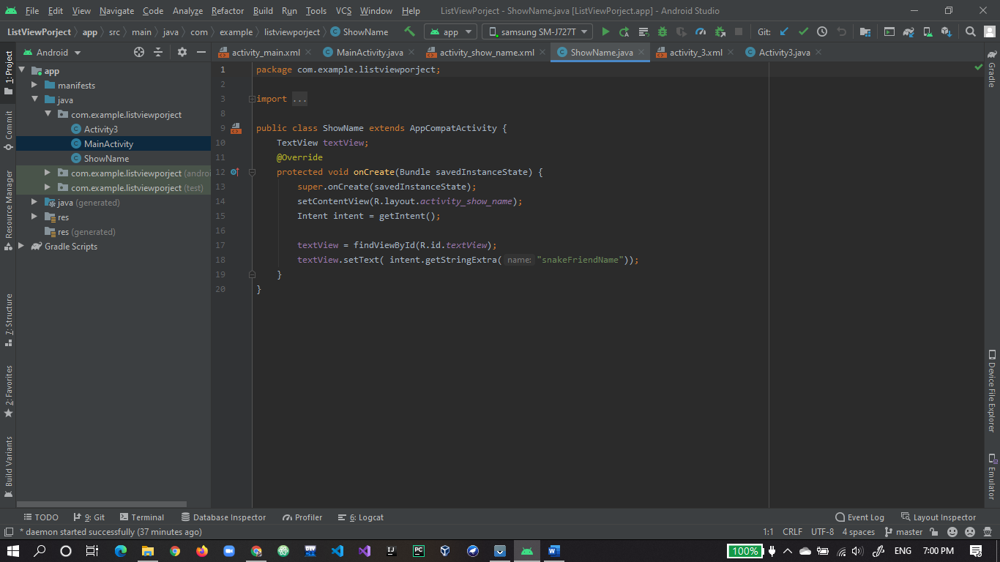 File Edit View Navigate Code Analyze Refactor Build Run Tools VCS Window Help ListViewPorject - ShowName.java [ListViewPorject.app] - Android Studio
ListViewPorject app src main java com example listviewporject ShowName app samsung SM-J727T Git:
Android activity_main.xml MainActivity.java activity_show_name.xml ShowName.java activity_3.xml Activity3.java
1: Project
Commit
Resource Manager
7: Structure
2: Favorites
Build Variants
app
manifests
java
com.example.listviewporject
Activity3
MainActivity
ShowName
com.example.listviewporject (androi
com.example.listviewporject (test)
java (generated)
res
res (generated)
Gradle Scripts
1 package com.example.listviewporject;
2
3 import ...
8
9 public class ShowName extends AppCompatActivity {
10 TextView textView;
11 @Override
12 protected void onCreate(Bundle savedInstanceState) {
13 super.onCreate(savedInstanceState);
14 setContentView(R.layout.activity_show_name);
15 Intent intent = getIntent();
16
17 textView = findViewById(R.id.textView);
18 textView.setText( intent.getStringExtra( name: "snakeFriendName"));
19 }
20 }
Gradle
Device File Explorer
Emulator
TODO 9: Git Terminal Database Inspector Profiler 6: Logcat Event Log Layout Inspector
* daemon started successfully (37 minutes ago) 1:1 CRLF UTF-8 4 spaces master
DEV IJ PC W 100% ENG 7:00 PM